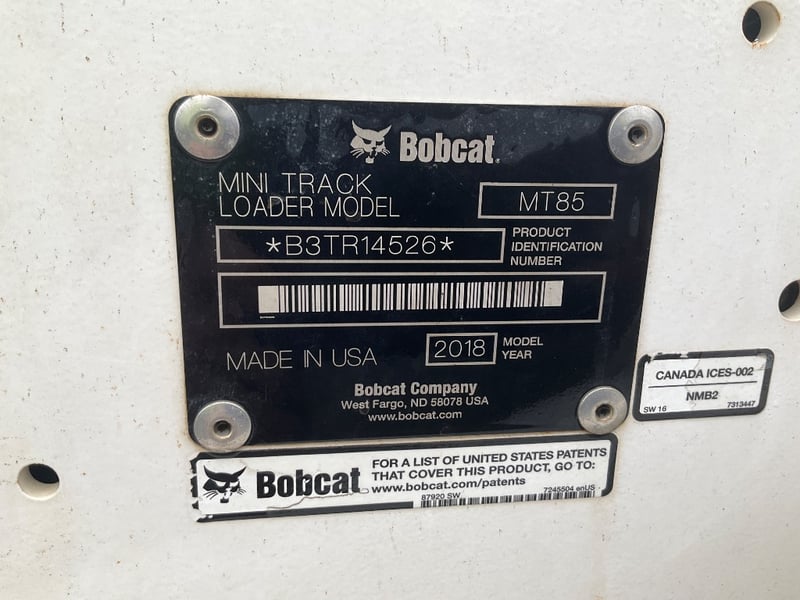 Bobcat
MINI TRACK
LOADER MODEL
MT85
*B3TR14526*
PRODUCT
IDENTIFICATION
NUMBER
MADE IN USA
2018
MODEL
YEAR
Bobcat Company
West Fargo, ND 58078 USA
www.bobcat.com
CANADA ICES-002
NMB2
SW 16
7313447
Bobcat
FOR A LIST OF UNITED STATES PATENTS
THAT COVER THIS PRODUCT, GO TO:
www.bobcat.com/patents
87920 SW
7245504 enUS